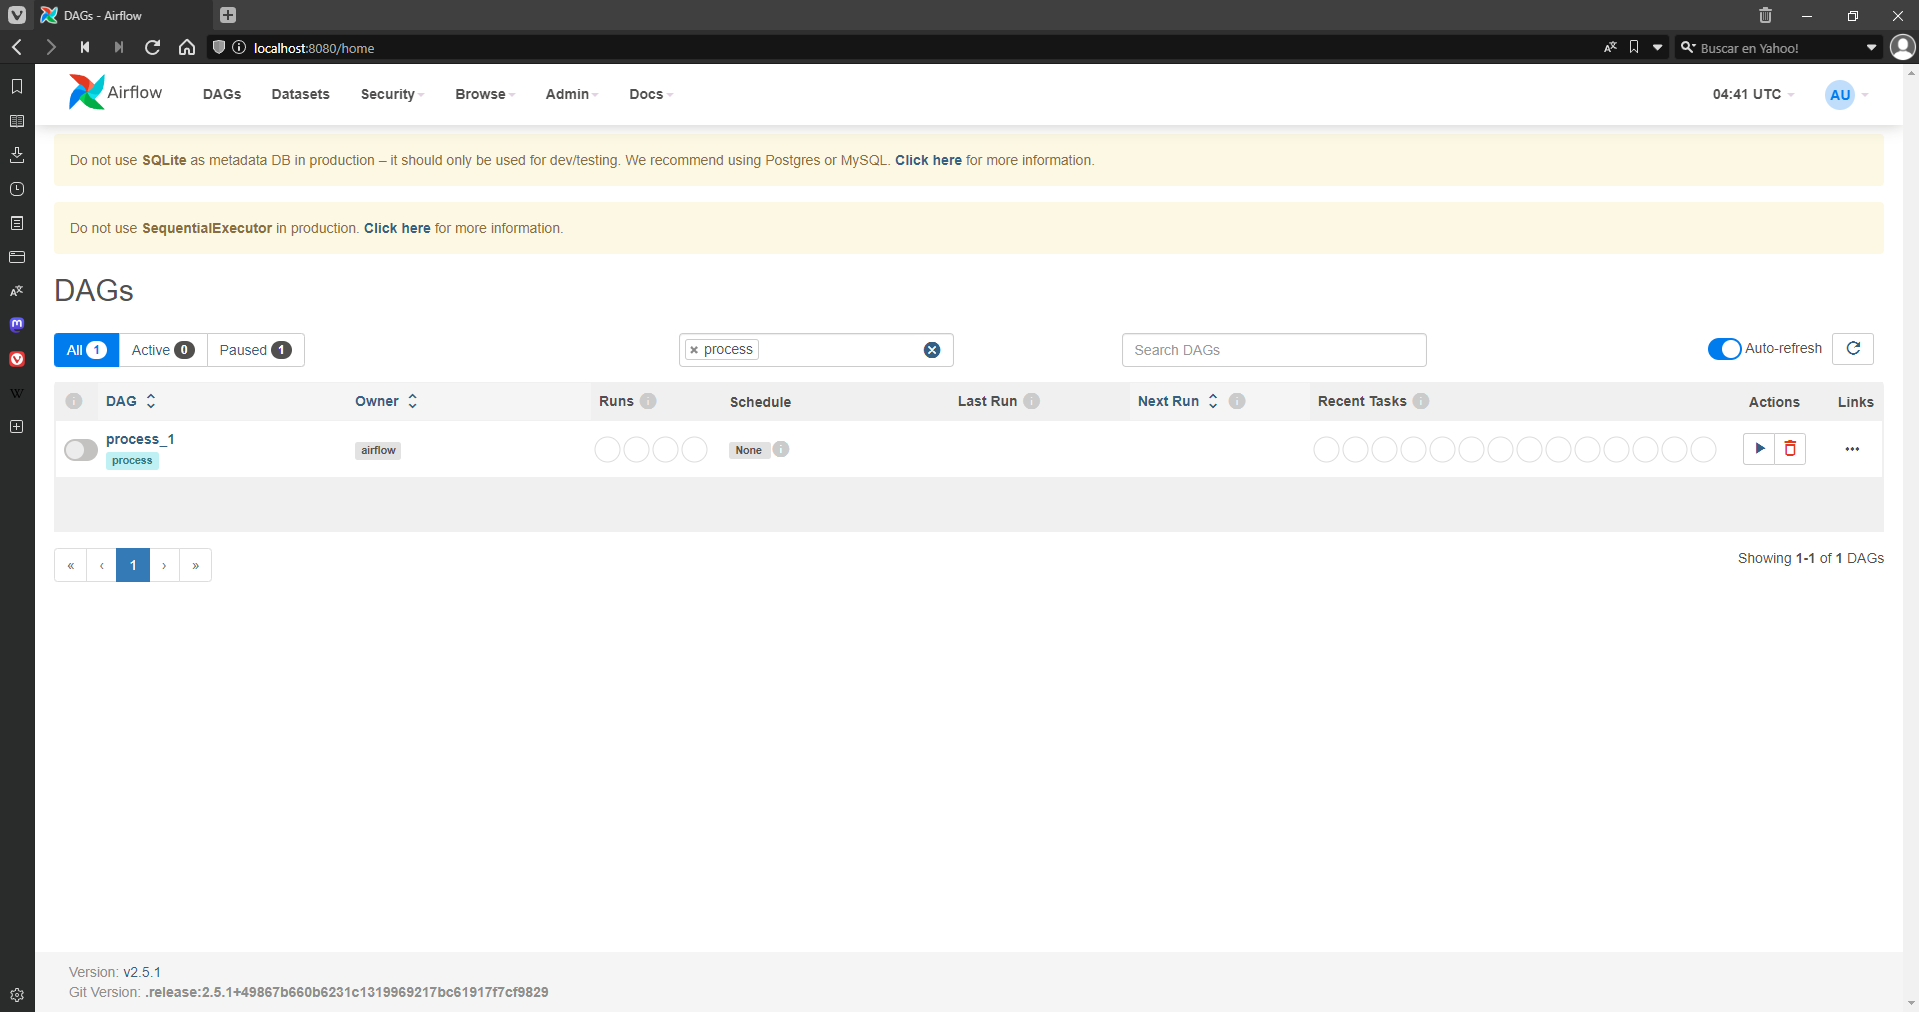 DAGs - Airflow
localhost:8080/home
Buscar en Yahoo!
Airflow
DAGs Datasets Security Browse Admin Docs
04:41 UTC
AU
Do not use SQLite as metadata DB in production – it should only be used for dev/testing. We recommend using Postgres or MySQL. Click here for more information.
Do not use SequentialExecutor in production. Click here for more information.
DAGs
All 1 Active 0 Paused 1
process
Search DAGs
Auto-refresh
DAG Owner Runs Schedule Last Run Next Run Recent Tasks Actions Links
process_1
process
airflow
None
« ‹ 1 › »
Showing 1-1 of 1 DAGs
Version: v2.5.1
Git Version: .release:2.5.1+49867b660b6231c1319969217bc61917f7cf9829